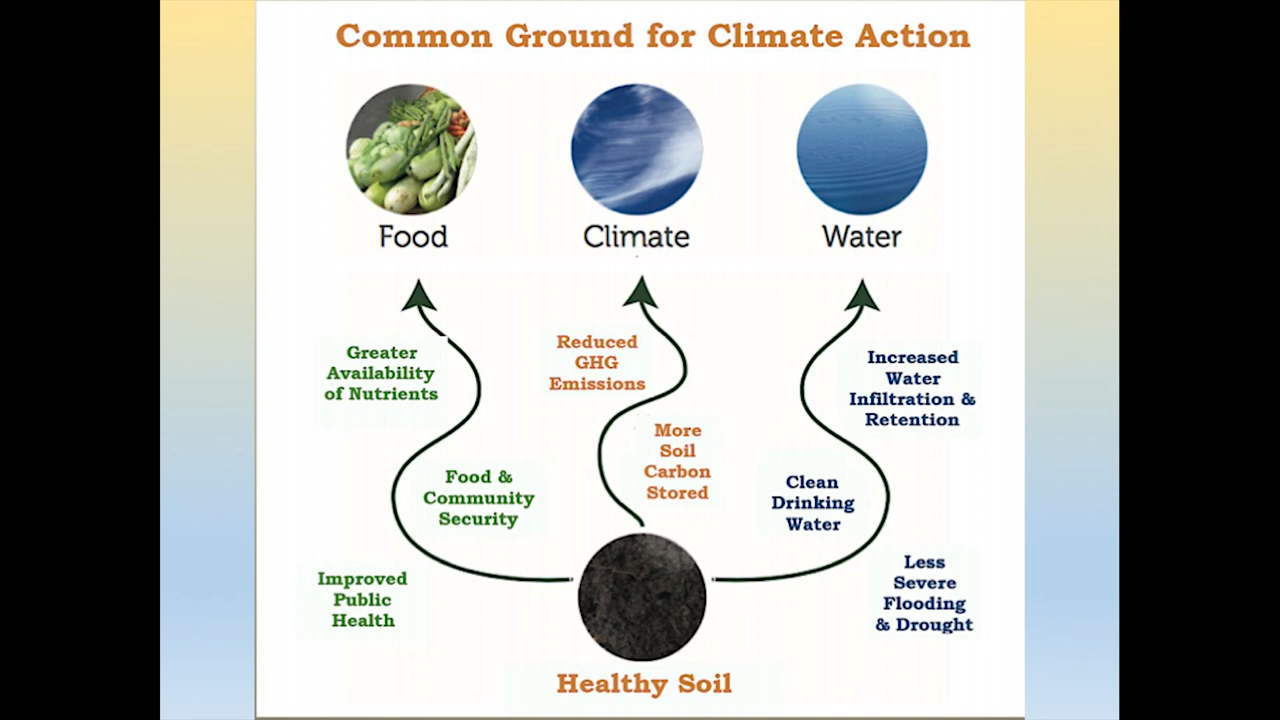 Common Ground for Climate Action
Food
Climate
Water
Greater
Availability
of Nutrients
Food &
Community
Security
Improved
Public
Health
Reduced
GHG
Emissions
More
Soil
Carbon
Stored
Increased
Water
Infiltration &
Retention
Clean
Drinking
Water
Less
Severe
Flooding
& Drought
Healthy Soil